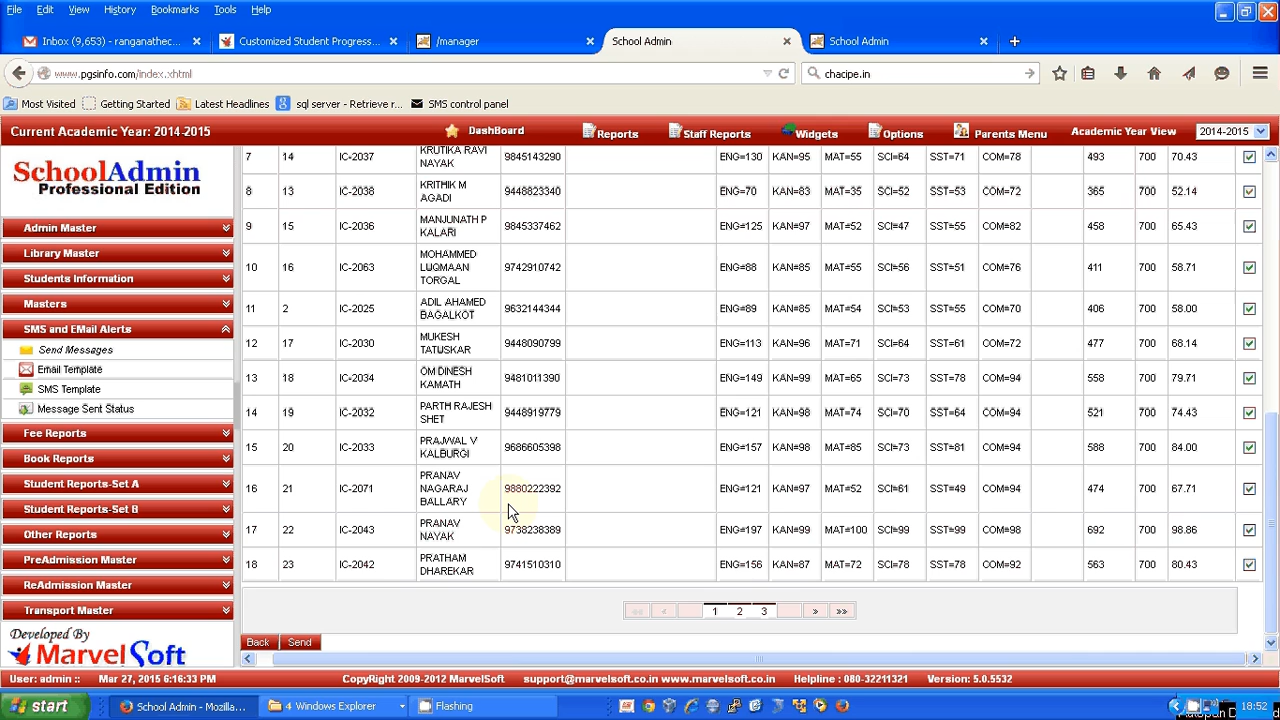 File Edit View History Bookmarks Tools Help
Inbox (9,653) - ranganathec... Customized Student Progress... /manager School Admin School Admin
www.pgsinfo.com/index.xhtml chacipe.in
Most Visited Getting Started Latest Headlines sql server - Retrieve r... SMS control panel
Current Academic Year: 2014-2015 DashBoard Reports Staff Reports Widgets Options Parents Menu Academic Year View 2014-2015
SchoolAdmin
Professional Edition
Admin Master
Library Master
Students Information
Masters
SMS and EMail Alerts
Send Messages
Email Template
SMS Template
Message Sent Status
Fee Reports
Book Reports
Student Reports-Set A
Student Reports-Set B
Other Reports
PreAdmission Master
ReAdmission Master
Transport Master
Developed By
MarvelSoft
7 14 IC-2037 KRUTIKA RAVI NAYAK 9845143290 ENG=130 KAN=95 MAT=55 SCI=64 SST=71 COM=78 493 700 70.43
8 13 IC-2038 KRITHIK M AGADI 9448823340 ENG=70 KAN=83 MAT=35 SCI=52 SST=53 COM=72 365 700 52.14
9 15 IC-2036 MANJUNATH P KALARI 9845337462 ENG=125 KAN=97 MAT=52 SCI=47 SST=55 COM=82 458 700 65.43
10 16 IC-2063 MOHAMMED LUQMAAN TORGAL 9742910742 ENG=88 KAN=85 MAT=55 SCI=56 SST=51 COM=76 411 700 58.71
11 2 IC-2025 ADIL AHAMED BAGALKOT 9632144344 ENG=89 KAN=85 MAT=54 SCI=53 SST=55 COM=70 406 700 58.00
12 17 IC-2030 MUKESH TATUSKAR 9448090799 ENG=113 KAN=96 MAT=71 SCI=64 SST=61 COM=72 477 700 68.14
13 18 IC-2034 OM DINESH KAMATH 9481011390 ENG=149 KAN=99 MAT=65 SCI=73 SST=78 COM=94 558 700 79.71
14 19 IC-2032 PARTH RAJESH SHET 9448919779 ENG=121 KAN=98 MAT=74 SCI=70 SST=64 COM=94 521 700 74.43
15 20 IC-2033 PRAJWAL V KALBURGI 9686605398 ENG=157 KAN=98 MAT=85 SCI=73 SST=81 COM=94 588 700 84.00
16 21 IC-2071 PRANAV NAGARAJ BALLARY 9880222392 ENG=121 KAN=97 MAT=52 SCI=61 SST=49 COM=94 474 700 67.71
17 22 IC-2043 PRANAV NAYAK 9738238389 ENG=197 KAN=98 MAT=100 SCI=99 SST=99 COM=99 692 700 98.86
18 23 IC-2042 PRATHAM DHAREKAR 9741510310 ENG=156 KAN=87 MAT=72 SCI=78 SST=78 COM=92 563 700 80.43
«« « 1 2 3 » »»
Back Send
User: admin :: Mar 27, 2015 6:16:33 PM CopyRight 2009-2012 MarvelSoft support@marvelsoft.co.in www.marvelsoft.co.in Helpline : 080-32211321 Version: 5.0.5532
start School Admin - Mozilla... 4 Windows Explorer Flashing 18:52